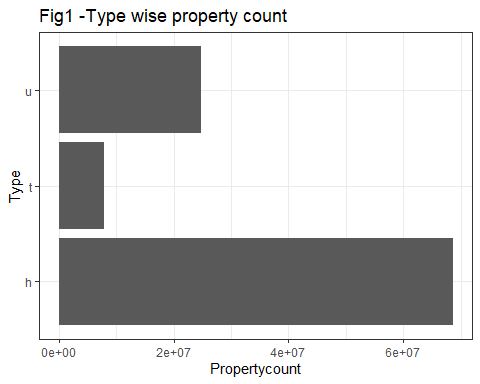 Fig1 -Type wise property count
u
t
h
Type
0e+00 2e+07 4e+07 6e+07
Propertycount